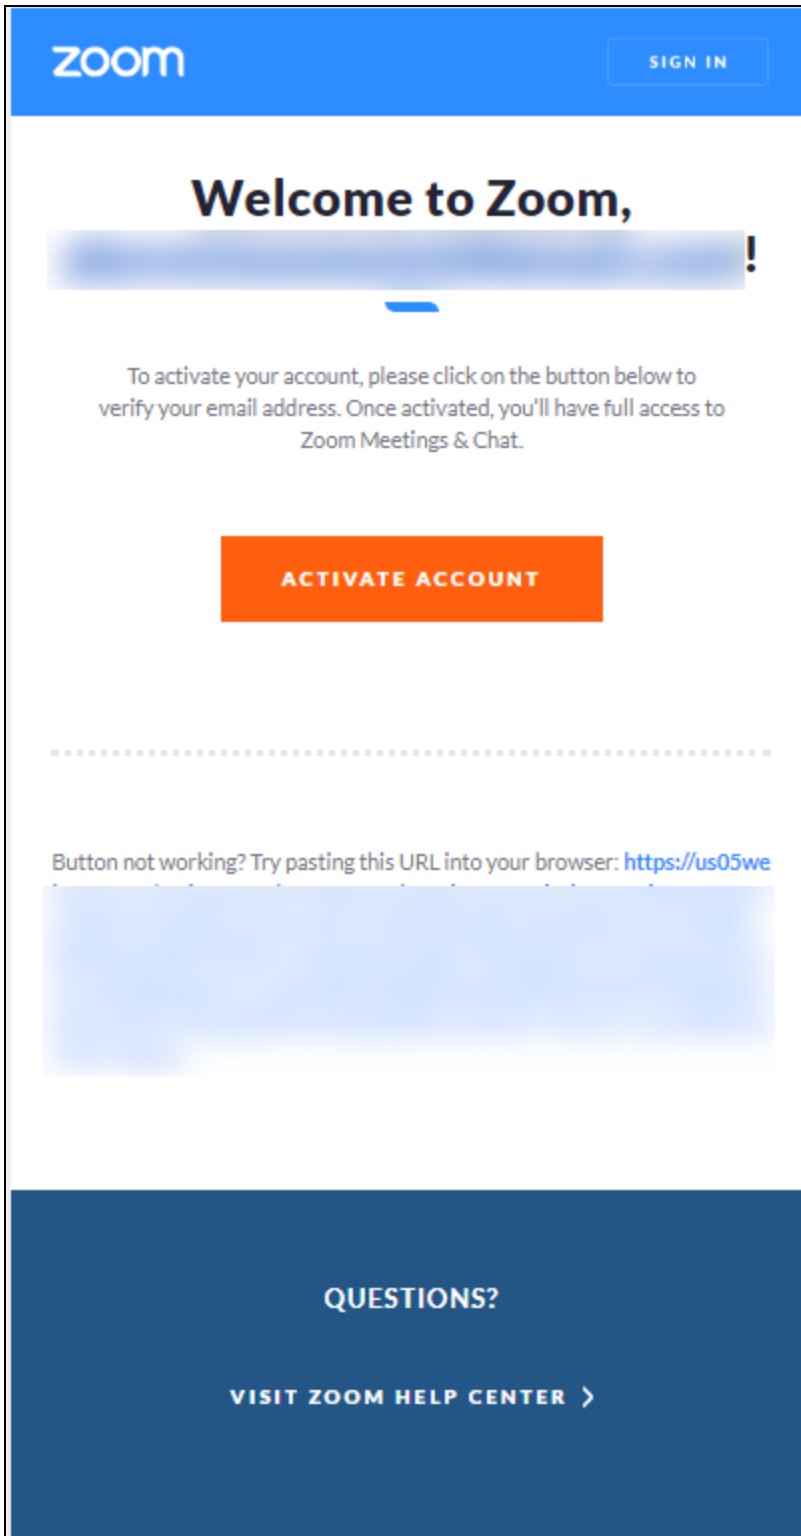 zoom
SIGN IN
Welcome to Zoom,
!
To activate your account, please click on the button below to
verify your email address. Once activated, you'll have full access to
Zoom Meetings & Chat.
ACTIVATE ACCOUNT
Button not working? Try pasting this URL into your browser: https://us05we
QUESTIONS?
VISIT ZOOM HELP CENTER >